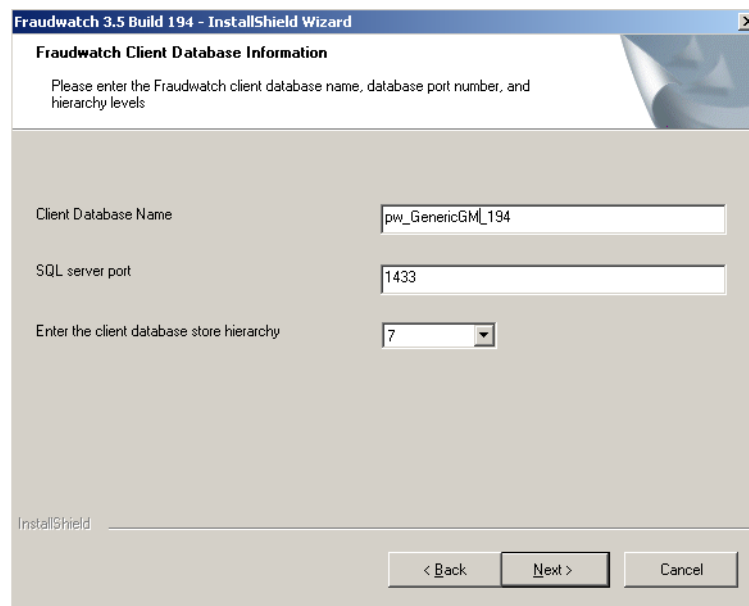 Fraudwatch 3.5 Build 194 - InstallShield Wizard
Fraudwatch Client Database Information
Please enter the Fraudwatch client database name, database port number, and
hierarchy levels
Client Database Name
pw_GenericGM_194
SQL server port
1433
Enter the client database store hierarchy
7
InstallShield
< Back
Next >
Cancel